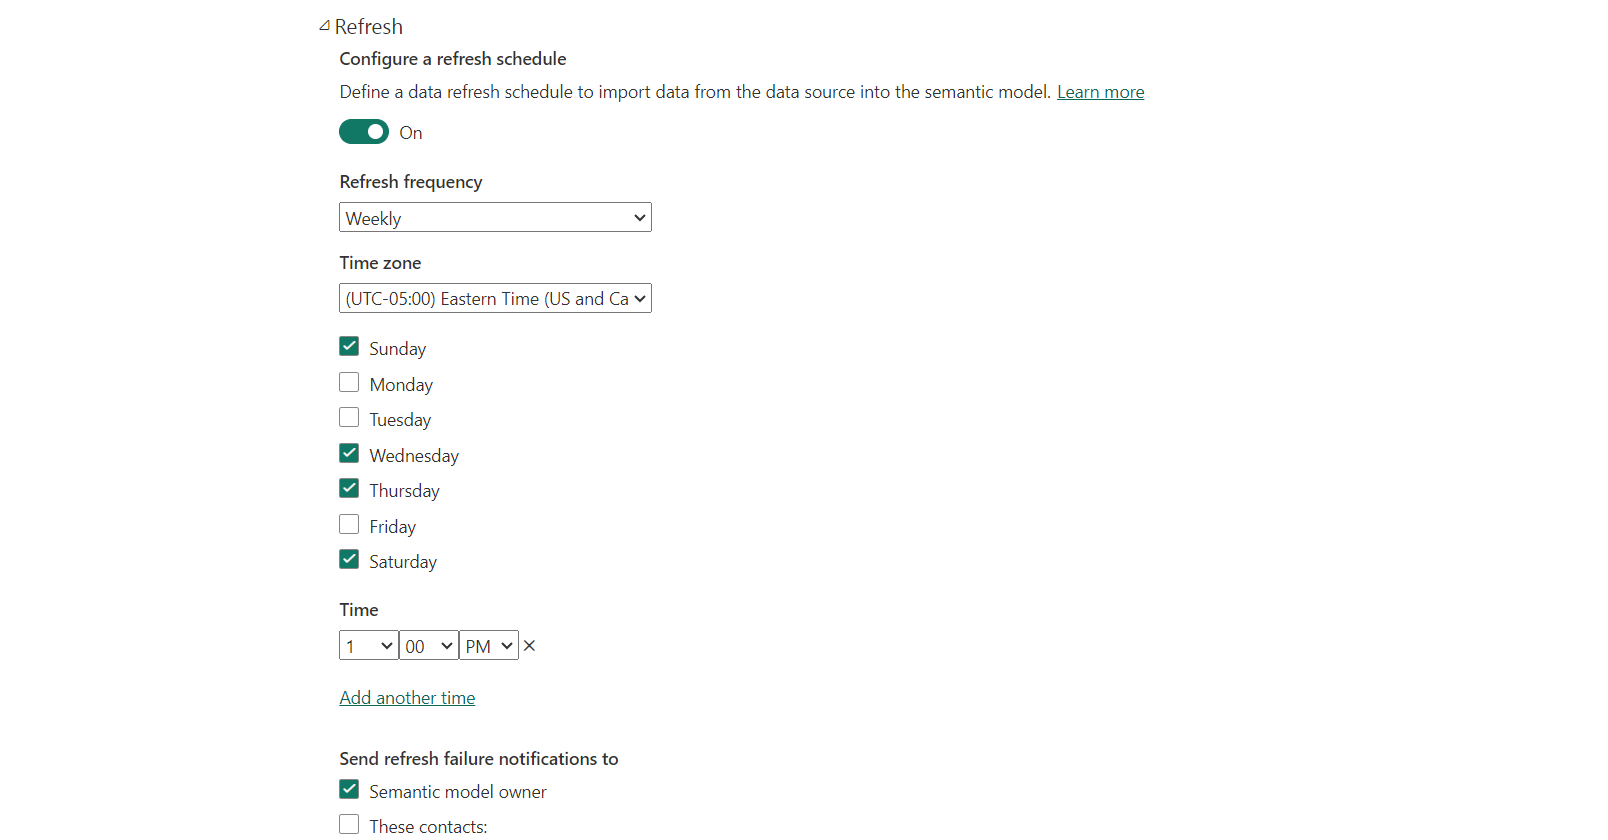 Refresh
Configure a refresh schedule
Define a data refresh schedule to import data from the data source into the semantic model. Learn more
On
Refresh frequency
Weekly
Time zone
(UTC-05:00) Eastern Time (US and Ca
Sunday
Monday
Tuesday
Wednesday
Thursday
Friday
Saturday
Time
1 00 PM
Add another time
Send refresh failure notifications to
Semantic model owner
These contacts: